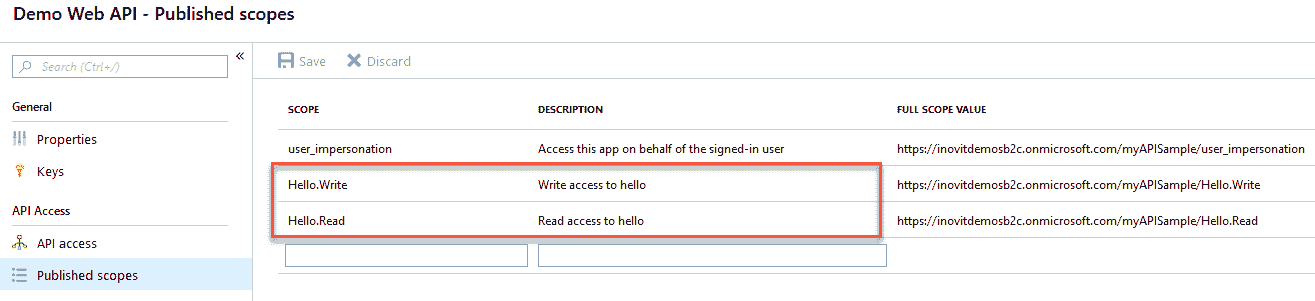 Demo Web API - Published scopes
Search (Ctrl+/)
«
Save
Discard
General
Properties
Keys
API Access
API access
Published scopes
SCOPE DESCRIPTION FULL SCOPE VALUE
user_impersonation Access this app on behalf of the signed-in user https://inovitdemosb2c.onmicrosoft.com/myAPISample/user_impersonation
Hello.Write Write access to hello https://inovitdemosb2c.onmicrosoft.com/myAPISample/Hello.Write
Hello.Read Read access to hello https://inovitdemosb2c.onmicrosoft.com/myAPISample/Hello.Read